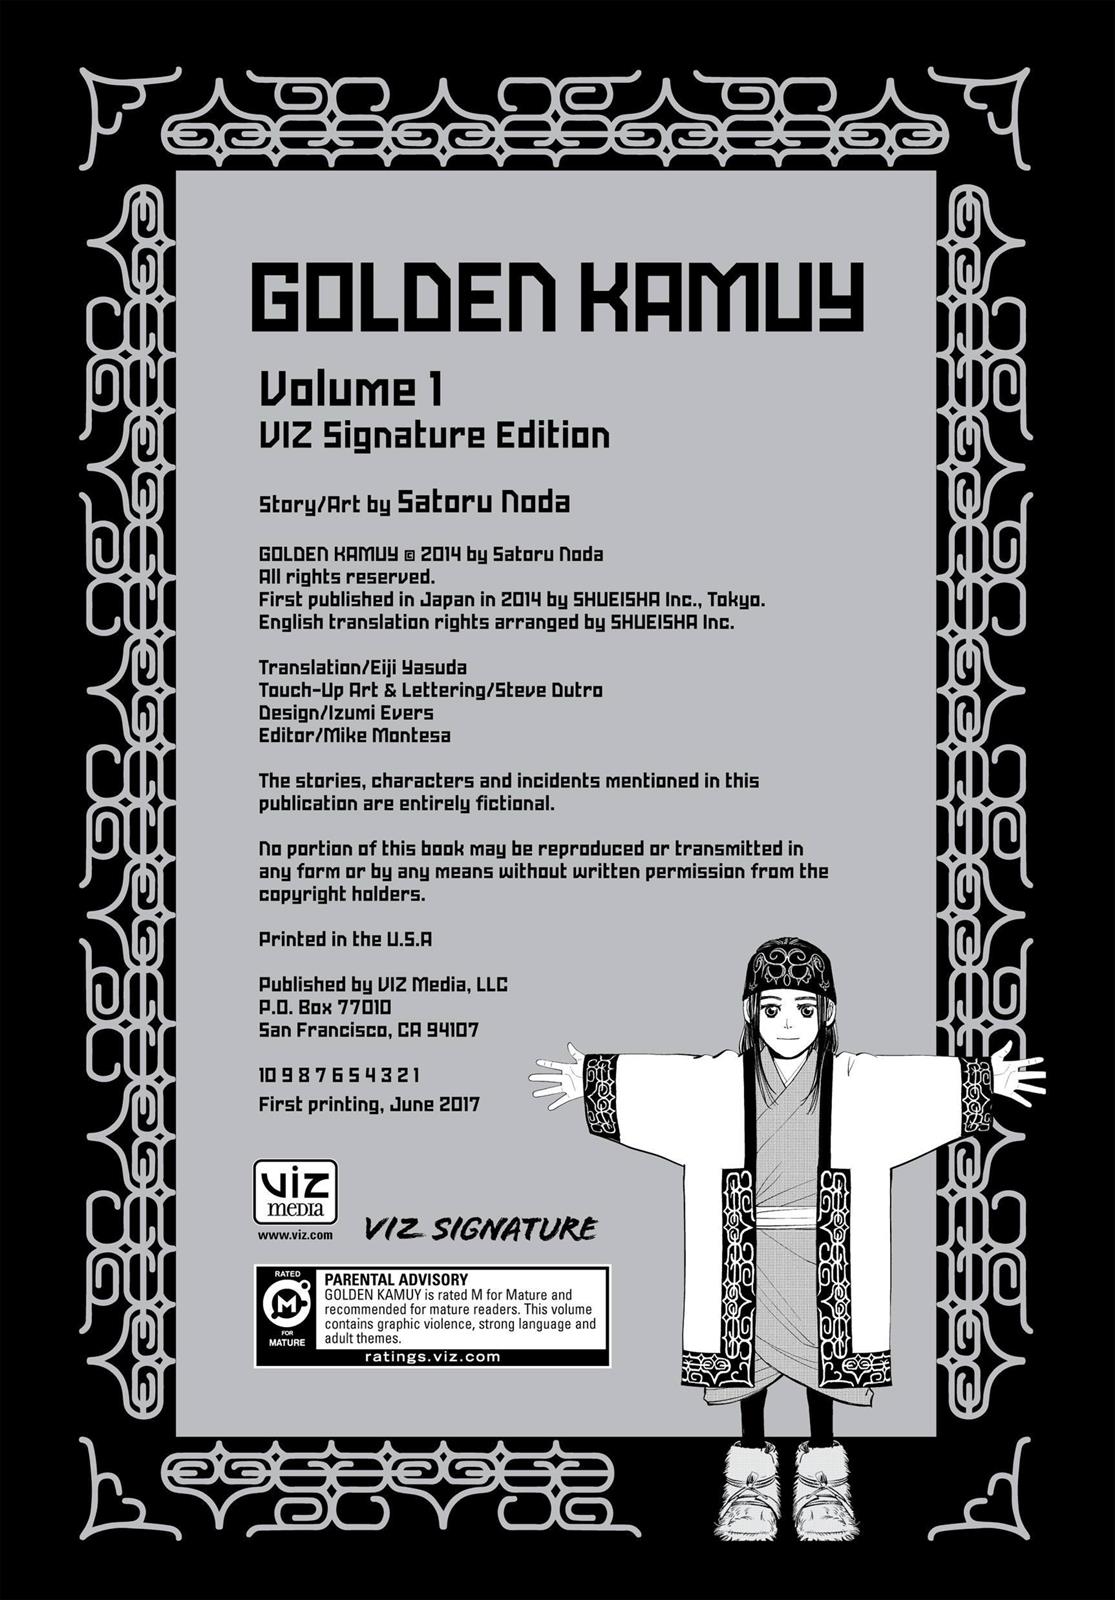 GOLDEN KAMUY
Volume 1
VIZ Signature Edition
Story/Art by Satoru Noda
GOLDEN KAMUY © 2014 by Satoru Noda
All rights reserved.
First published in Japan in 2014 by SHUEISHA Inc., Tokyo.
English translation rights arranged by SHUEISHA Inc.
Translation/Eiji Yasuda
Touch-Up Art & Lettering/Steve Dutro
Design/Izumi Evers
Editor/Mike Montesa
The stories, characters and incidents mentioned in this
publication are entirely fictional.
No portion of this book may be reproduced or transmitted in
any form or by any means without written permission from the
copyright holders.
Printed in the U.S.A
Published by VIZ Media, LLC
P.O. Box 77010
San Francisco, CA 94107
10 9 8 7 6 5 4 3 2 1
First printing, June 2017
VIZ
MEDIA
www.viz.com
VIZ SIGNATURE
RATED
M
FOR
MATURE
PARENTAL ADVISORY
GOLDEN KAMUY is rated M for Mature and
recommended for mature readers. This volume
contains graphic violence, strong language and
adult themes.
ratings.viz.com